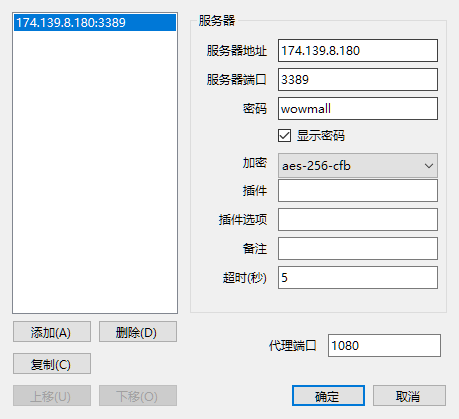 174.139.8.180:3389
服务器
服务器地址 174.139.8.180
服务器端口 3389
密码 wowmall
显示密码
加密 aes-256-cfb
插件
插件选项
备注
超时(秒) 5
添加(A) 删除(D)
代理端口 1080
复制(C)
上移(U) 下移(O)
确定 取消